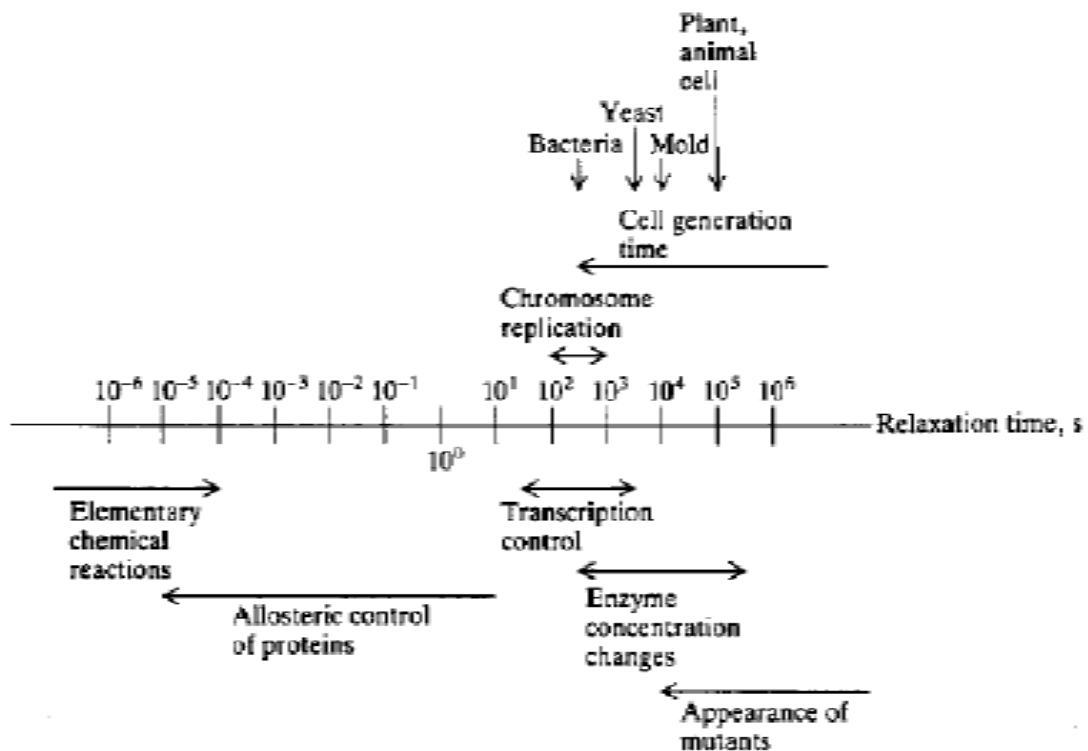 Plant,
animal
cell
Yeast
Bacteria
Mold
Cell generation
time
Chromosome
replication
10⁻⁶ 10⁻⁵ 10⁻⁴ 10⁻³ 10⁻² 10⁻¹ 10¹ 10² 10³ 10⁴ 10⁵ 10⁶
Relaxation time, s
10⁰
Elementary
chemical
reactions
Transcription
control
Allosteric control
of proteins
Enzyme
concentration
changes
Appearance of
mutants